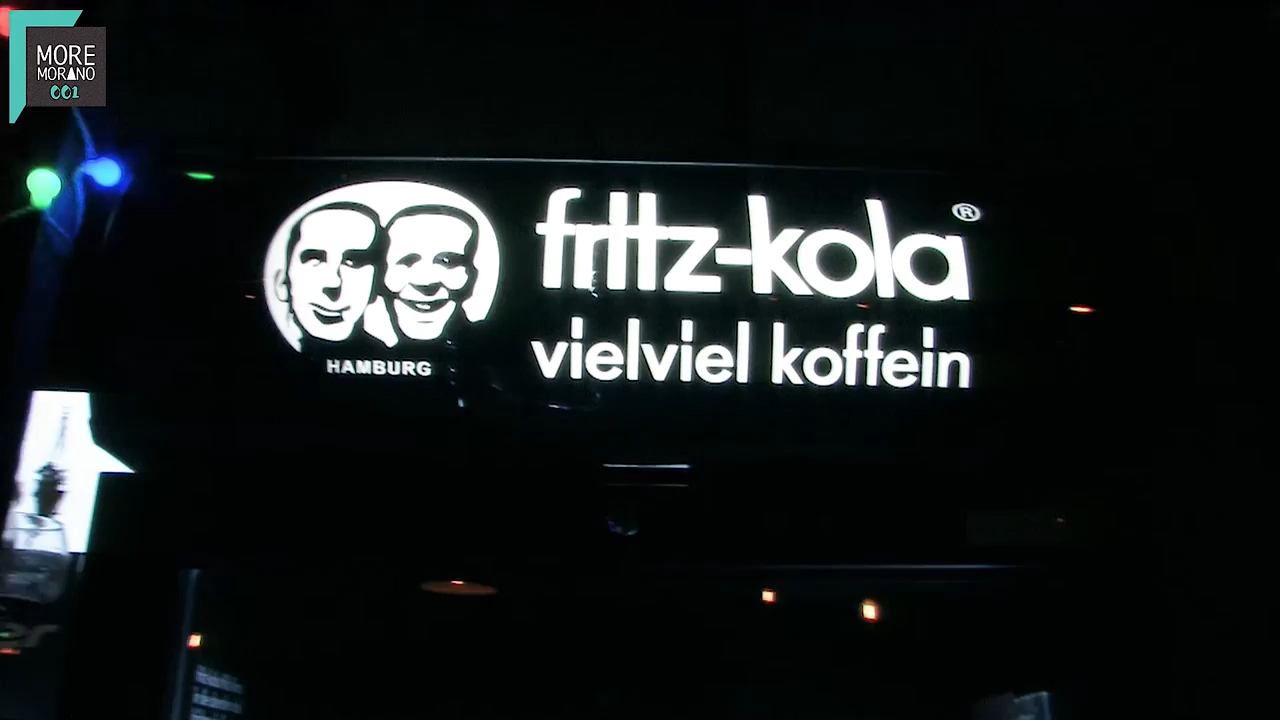 MORE
MORANO
001
fritz-kola®
vielviel koffein
HAMBURG